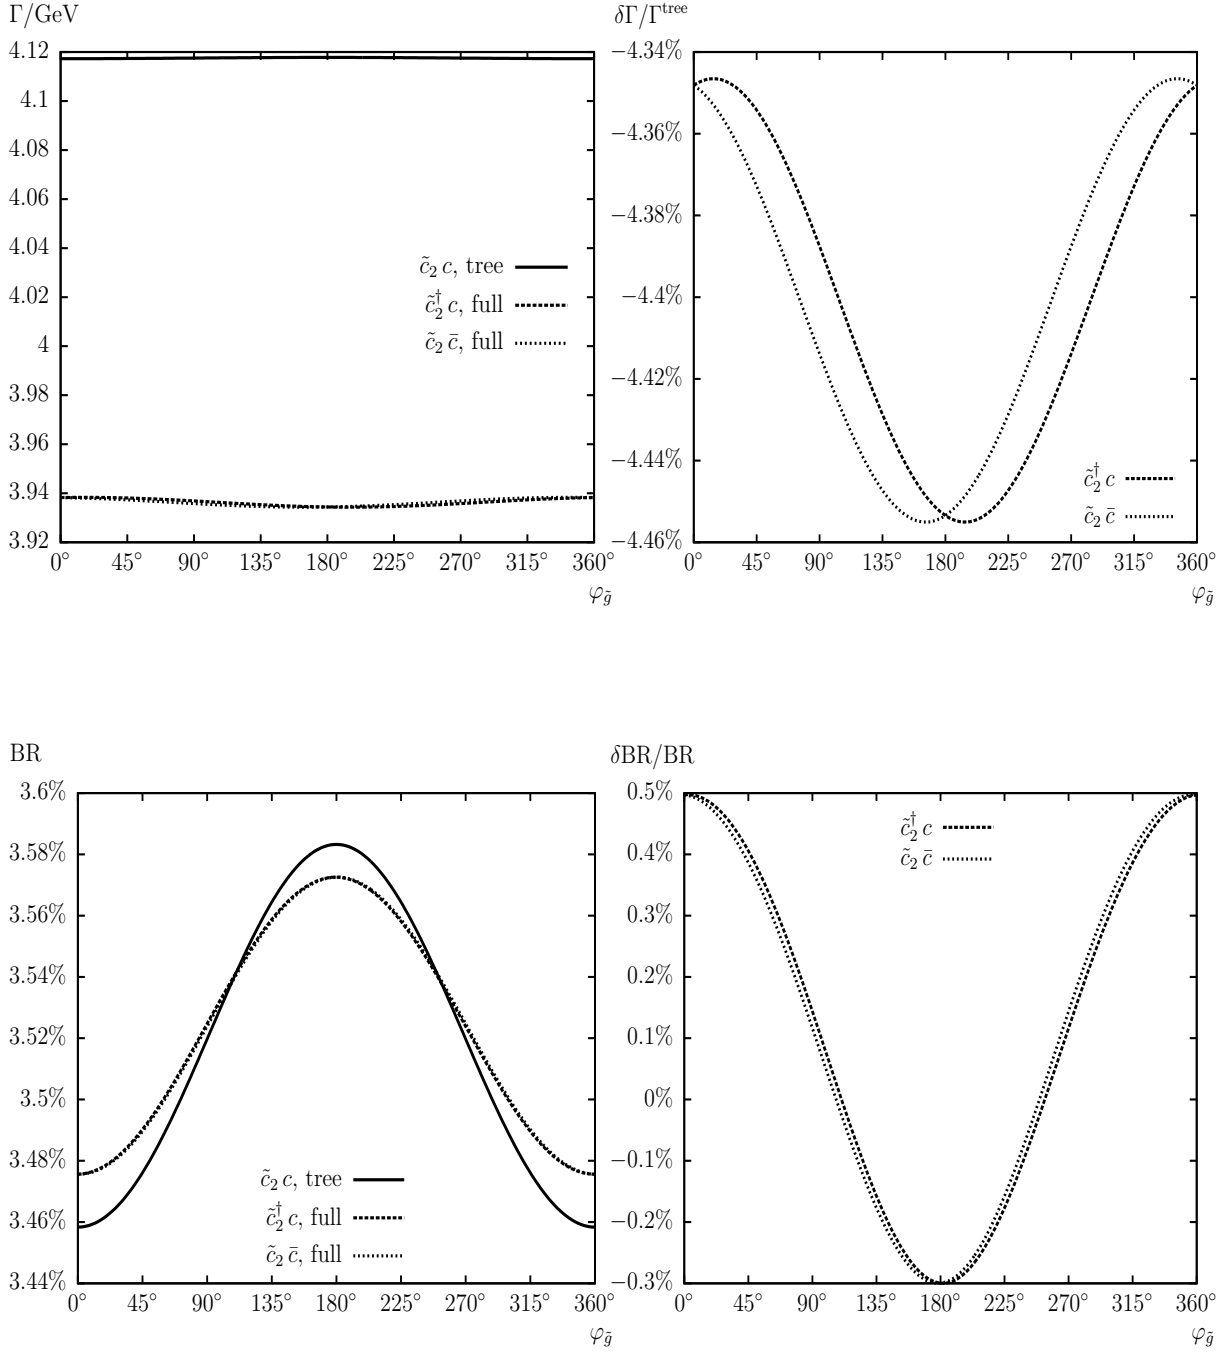 Γ/GeV
4.12
4.1
4.08
4.06
4.04
4.02
4
3.98
3.96
3.94
3.92
0° 45° 90° 135° 180° 225° 270° 315° 360°
φg̃
c̃₂ c, tree
c̃₂† c, full
c̃₂ c̄, full
δΓ/Γ^tree
−4.34%
−4.36%
−4.38%
−4.4%
−4.42%
−4.44%
−4.46%
0° 45° 90° 135° 180° 225° 270° 315° 360°
φg̃
c̃₂† c
c̃₂ c̄
BR
3.6%
3.58%
3.56%
3.54%
3.52%
3.5%
3.48%
3.46%
3.44%
0° 45° 90° 135° 180° 225° 270° 315° 360°
φg̃
c̃₂ c, tree
c̃₂† c, full
c̃₂ c̄, full
δBR/BR
0.5%
0.4%
0.3%
0.2%
0.1%
0%
−0.1%
−0.2%
−0.3%
0° 45° 90° 135° 180° 225° 270° 315° 360°
φg̃
c̃₂† c
c̃₂ c̄